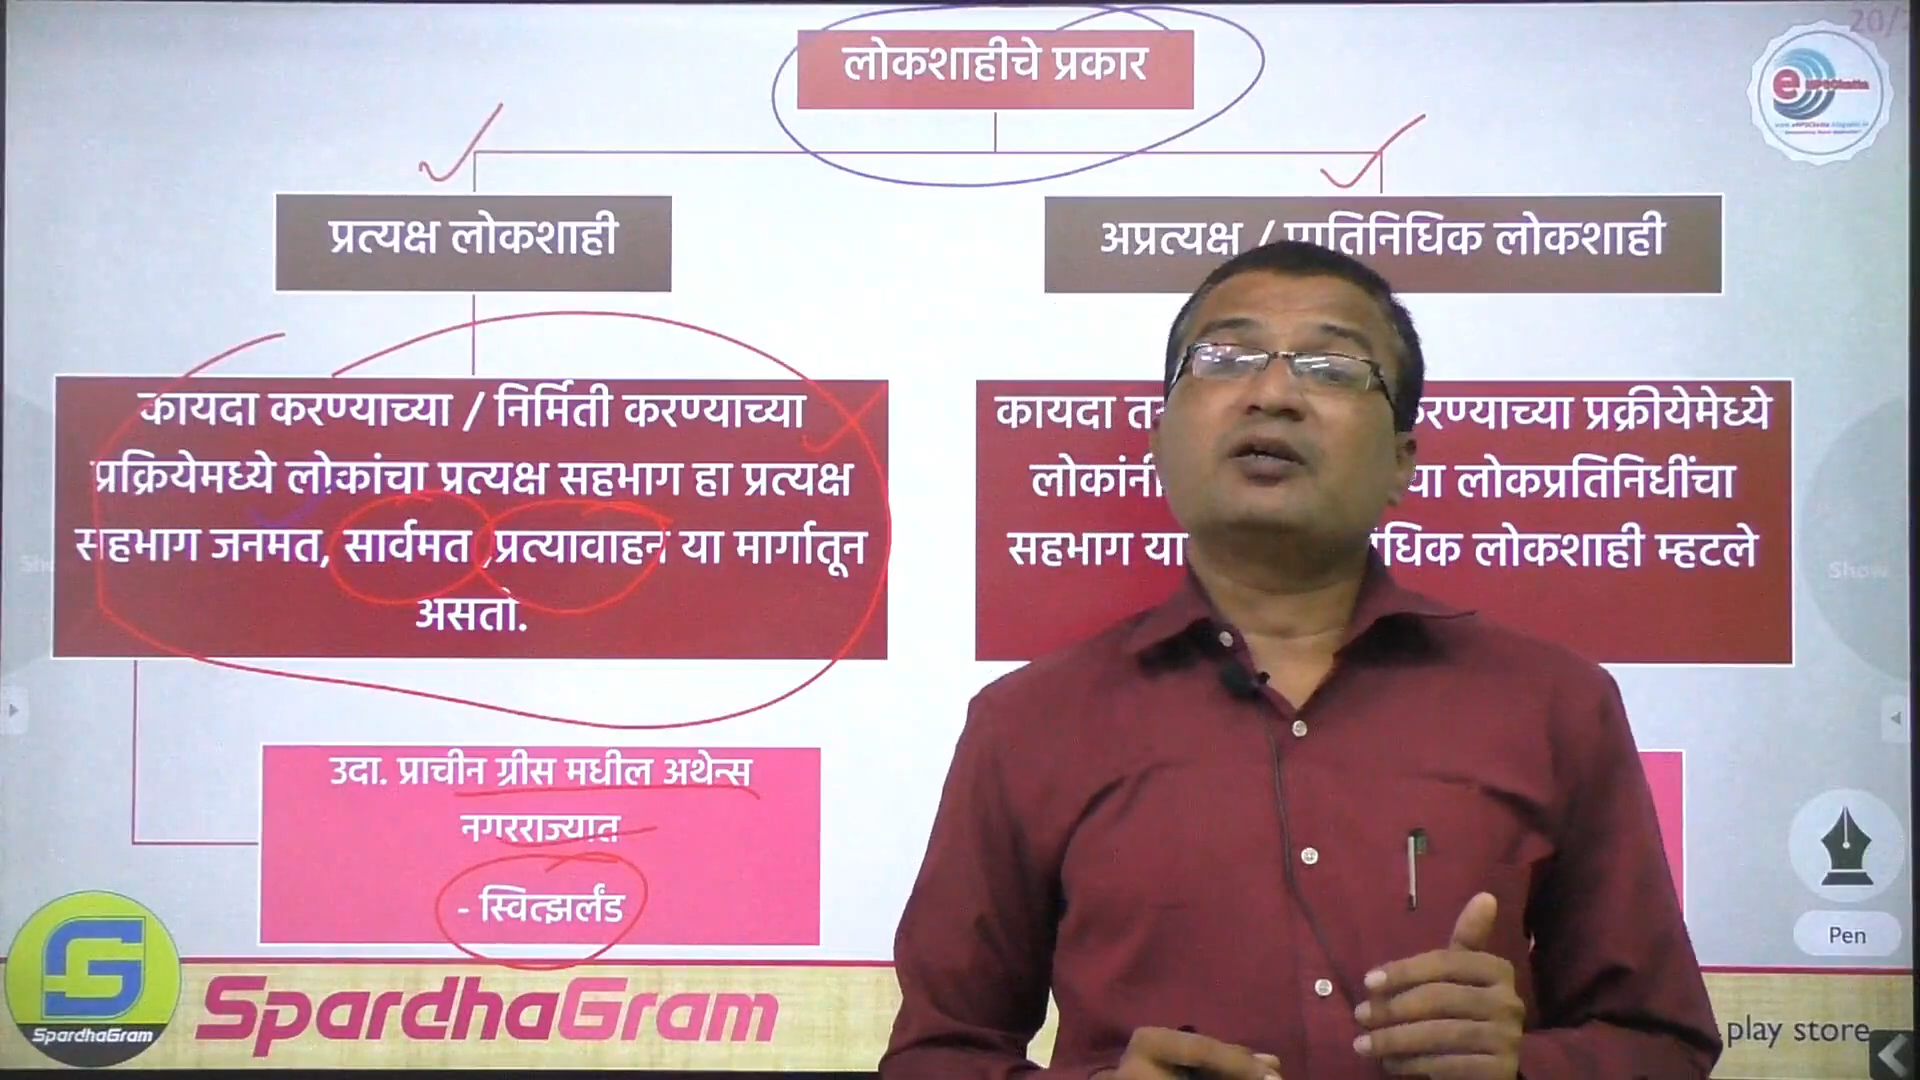 20/
लोकशाहीचे प्रकार
प्रत्यक्ष लोकशाही
अप्रत्यक्ष / प्रातिनिधिक लोकशाही
कायदा करण्याच्या / निर्मिती करण्याच्या
प्रक्रियेमध्ये लोकांचा प्रत्यक्ष सहभाग हा प्रत्यक्ष
सहभाग जनमत, सार्वमत ,प्रत्यावाहन या मार्गातून
असतो.
कायदा करण्याच्या प्रक्रीयेमेध्ये
लोकांनी लोकप्रतिनिधींचा
सहभाग लोकशाही म्हटले
उदा. प्राचीन ग्रीस मधील अथेन्स
नगरराज्यात
- स्वित्झर्लंड
Show
Pen
SpardhaGram
SpardhaGram
play store